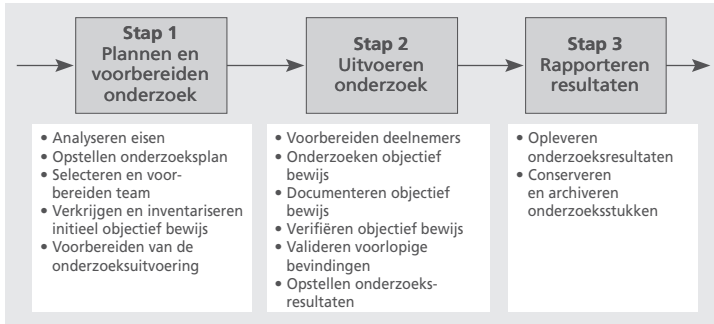 Stap 1
Plannen en
voorbereiden
onderzoek
Stap 2
Uitvoeren
onderzoek
Stap 3
Rapporteren
resultaten
• Analyseren eisen
• Opstellen onderzoeksplan
• Selecteren en voor-
bereiden team
• Verkrijgen en inventariseren
initieel objectief bewijs
• Voorbereiden van de
onderzoeksuitvoering
• Voorbereiden deelnemers
• Onderzoeken objectief
bewijs
• Documenteren objectief
bewijs
• Verifiëren objectief bewijs
• Valideren voorlopige
bevindingen
• Opstellen onderzoeks-
resultaten
• Opleveren
onderzoeksresultaten
• Conserveren
en archiveren
onderzoeksstukken